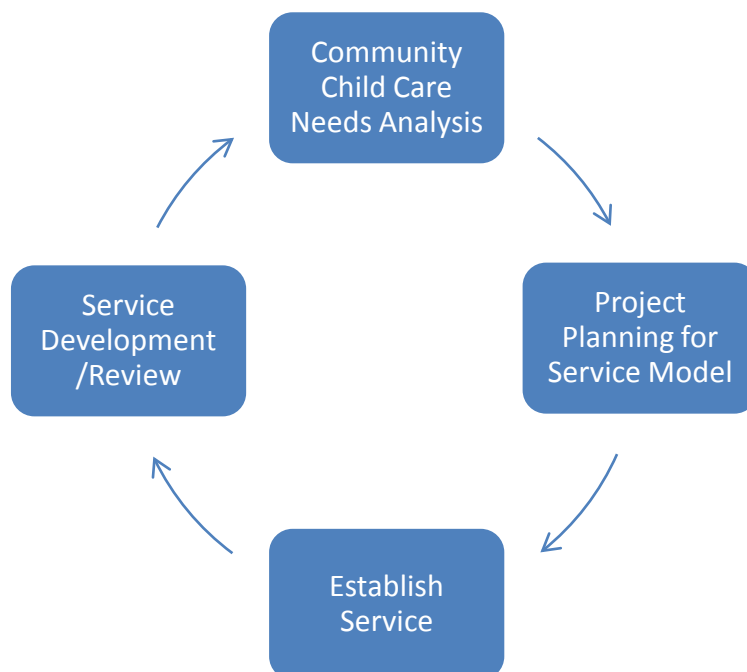 Community
Child Care
Needs Analysis
Project
Planning for
Service Model
Establish
Service
Service
Development
/Review